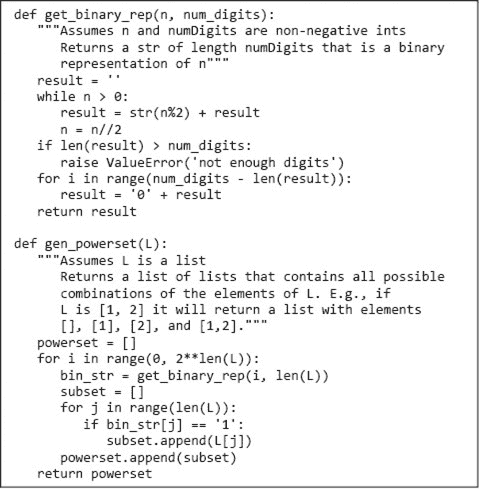 def get_binary_rep(n, num_digits):
   """Assumes n and numDigits are non-negative ints
      Returns a str of length numDigits that is a binary
      representation of n"""
   result = ''
   while n > 0:
      result = str(n%2) + result
      n = n//2
   if len(result) > num_digits:
      raise ValueError('not enough digits')
   for i in range(num_digits - len(result)):
      result = '0' + result
   return result

def gen_powerset(L):
   """Assumes L is a list
      Returns a list of lists that contains all possible
      combinations of the elements of L. E.g., if
      L is [1, 2] it will return a list with elements
      [], [1], [2], and [1,2]."""
   powerset = []
   for i in range(0, 2**len(L)):
      bin_str = get_binary_rep(i, len(L))
      subset = []
      for j in range(len(L)):
         if bin_str[j] == '1':
            subset.append(L[j])
      powerset.append(subset)
   return powerset